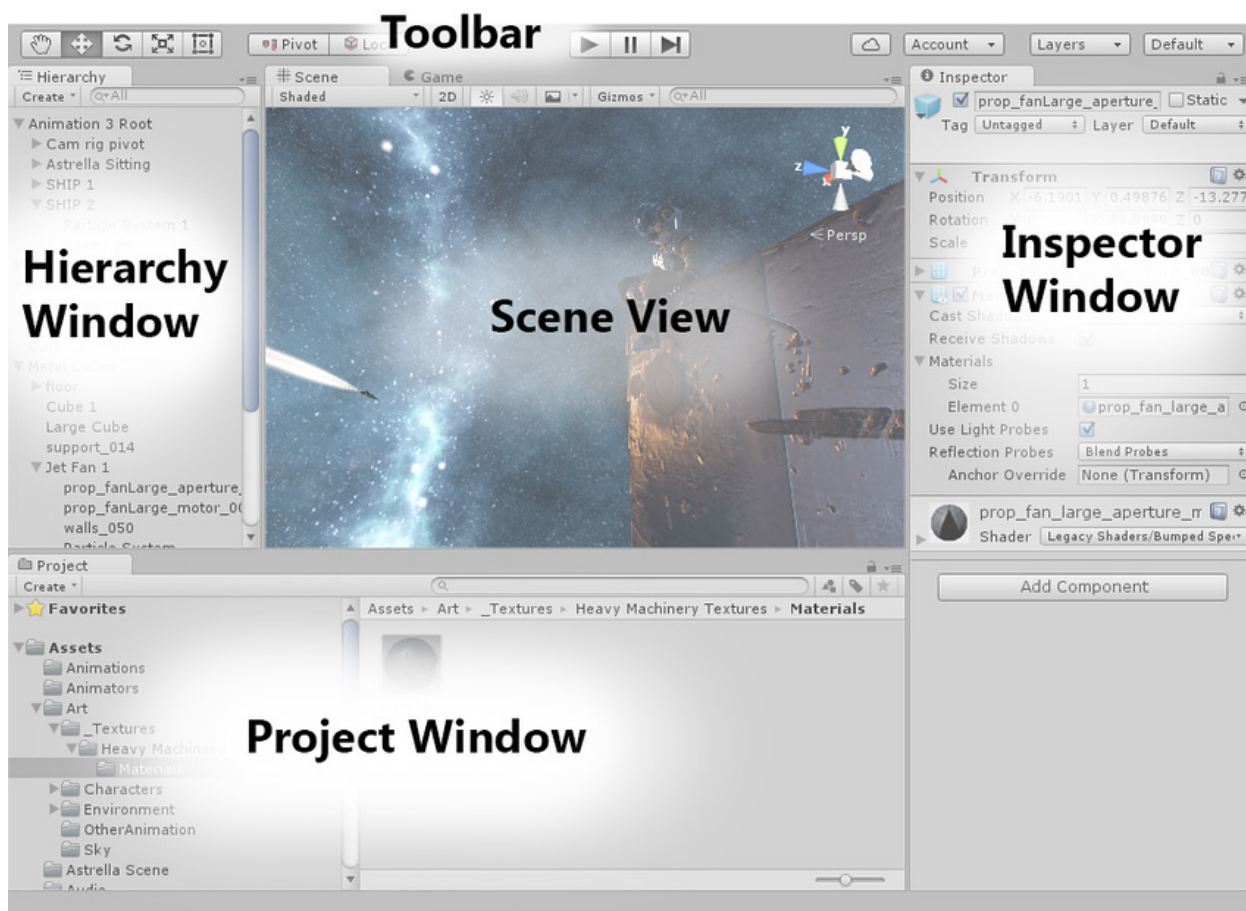 Toolbar
Pivot
Account
Layers
Default
Hierarchy
Create
All
Animation 3 Root
Cam rig pivot
Astrella Sitting
SHIP 1
SHIP 2
Particle System 1
Hierarchy
Window
floor
Cube 1
Large Cube
support_014
Jet Fan 1
prop_fanLarge_aperture_
prop_fanLarge_motor_00
walls_050
Particle System
Scene
Game
Shaded
2D
Gizmos
All
y
z
x
Persp
Scene View
Inspector
prop_fanLarge_aperture_
Static
Tag
Untagged
Layer
Default
Transform
Position X -6.1901 Y 0.49876 Z -13.277
Rotation Z 0
Scale
Inspector
Window
Receive Shadows
Materials
Size 1
Element 0 prop_fan_large_a
Use Light Probes
Reflection Probes Blend Probes
Anchor Override None (Transform)
prop_fan_large_aperture_m
Shader Legacy Shaders/Bumped Spe
Add Component
Project
Create
Favorites
Assets
Animations
Animators
Art
_Textures
Heavy Machinery
Materials
Characters
Environment
OtherAnimation
Sky
Astrella Scene
Audio
Assets Art _Textures Heavy Machinery Textures Materials
Project Window